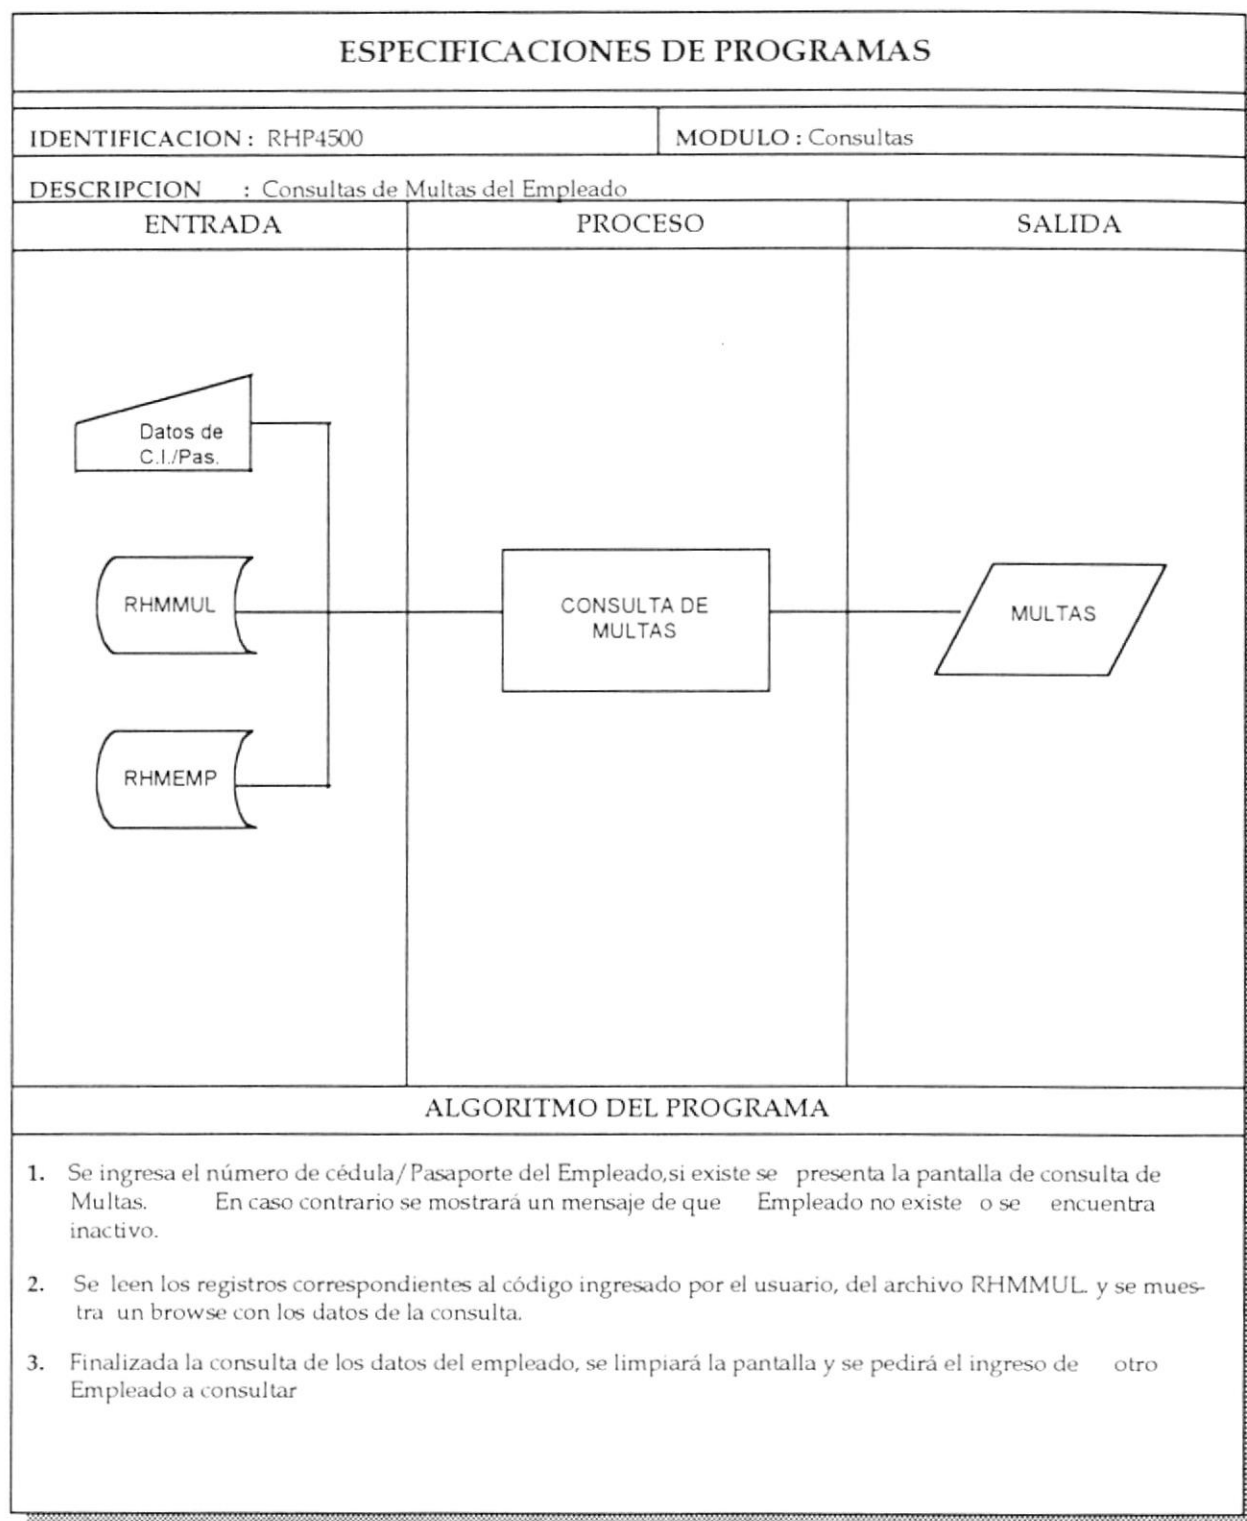 ESPECIFICACIONES DE PROGRAMAS
IDENTIFICACION : RHP4500
MODULO : Consultas
DESCRIPCION : Consultas de Multas del Empleado
ENTRADA
PROCESO
SALIDA
Datos de
C.I./Pas.
RHMMUL
CONSULTA DE
MULTAS
MULTAS
RHMEMP
ALGORITMO DEL PROGRAMA
1. Se ingresa el número de cédula/Pasaporte del Empleado,si existe se presenta la pantalla de consulta de
Multas. En caso contrario se mostrará un mensaje de que Empleado no existe o se encuentra
inactivo.
2. Se leen los registros correspondientes al código ingresado por el usuario, del archivo RHMMUL. y se mues-
tra un browse con los datos de la consulta.
3. Finalizada la consulta de los datos del empleado, se limpiará la pantalla y se pedirá el ingreso de otro
Empleado a consultar